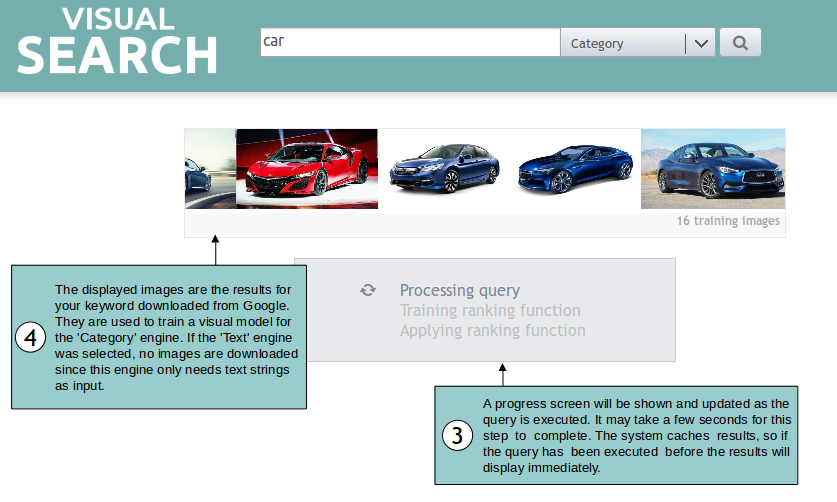 VISUAL
SEARCH
car
Category
16 training images
4
The displayed images are the results for
your keyword downloaded from Google.
They are used to train a visual model for
the 'Category' engine. If the 'Text' engine
was selected, no images are downloaded
since this engine only needs text strings
as input.
Processing query
Training ranking function
Applying ranking function
3
A progress screen will be shown and updated as the
query is executed. It may take a few seconds for this
step to complete. The system caches results, so if
the query has been executed before the results will
display immediately.